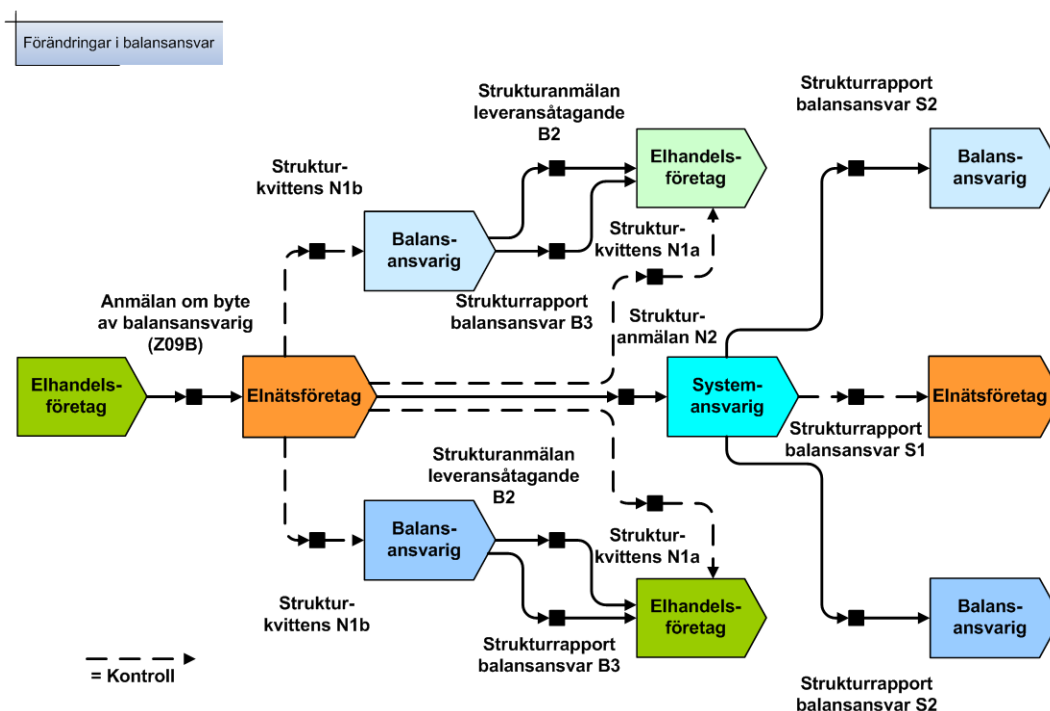 Förändringar i balansansvar
Strukturanmälan
leveransåtagande
B2
Strukturrapport
balansansvar S2
Elhandels-
företag
Balans-
ansvarig
Struktur-
kvittens N1b
Balans-
ansvarig
Struktur-
kvittens N1a
Anmälan om byte
av balansansvarig
(Z09B)
Strukturrapport
balansansvar B3
Struktur-
anmälan N2
Elhandels-
företag
Elnätsföretag
System-
ansvarig
Elnätsföretag
Strukturrapport
balansansvar S1
Strukturanmälan
leveransåtagande
B2
Balans-
ansvarig
Struktur-
kvittens N1a
Struktur-
kvittens N1b
Elhandels-
företag
Balans-
ansvarig
Strukturrapport
balansansvar B3
= Kontroll
Strukturrapport
balansansvar S2